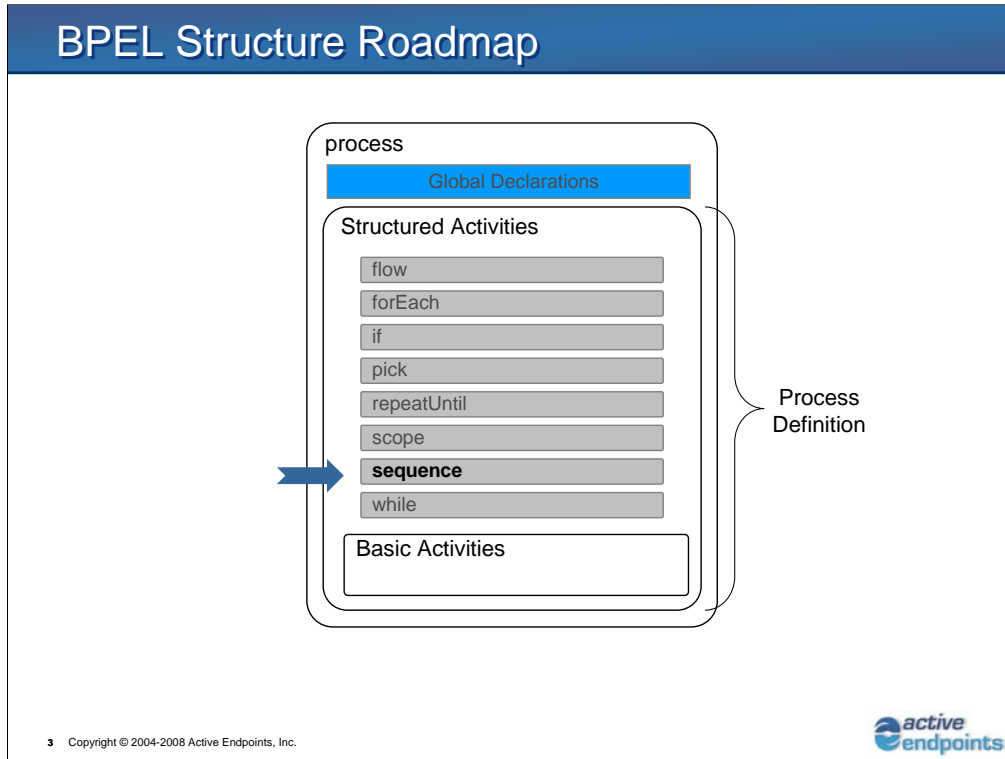 BPEL Structure Roadmap
process
Global Declarations
Structured Activities
flow
forEach
if
pick
repeatUntil
scope
sequence
while
Basic Activities
Process
Definition
3 Copyright © 2004-2008 Active Endpoints, Inc.
active
endpoints